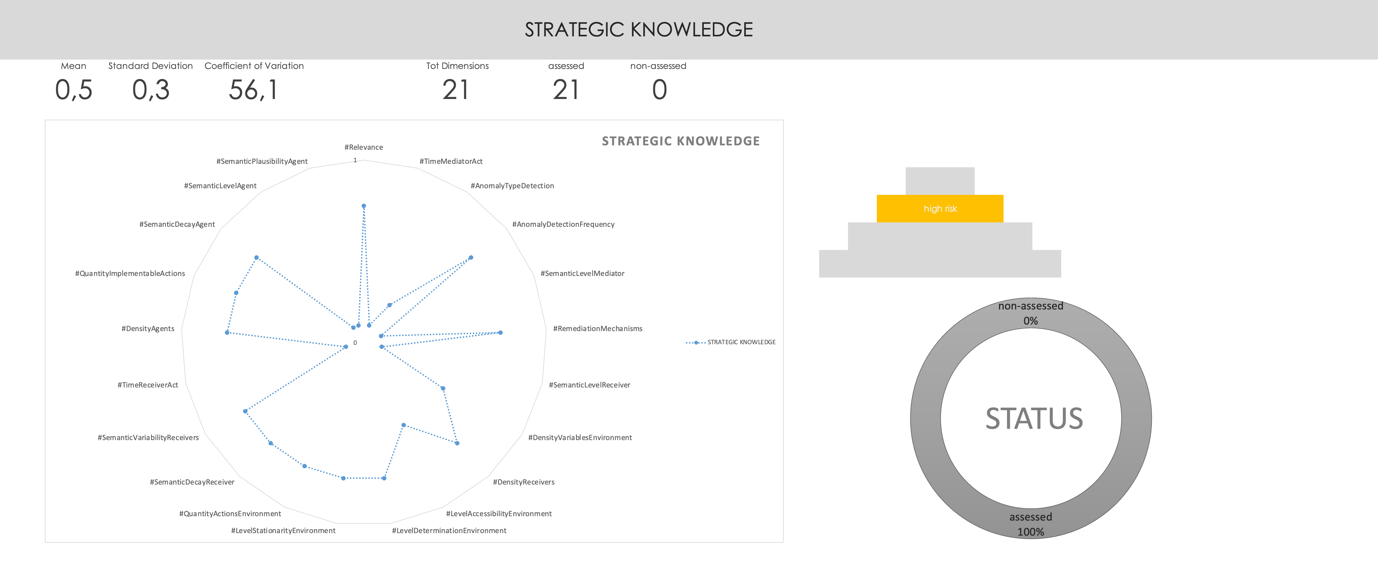 STRATEGIC KNOWLEDGE
Mean Standard Deviation Coefficient of Variation Tot Dimensions assessed non-assessed
0,5 0,3 56,1 21 21 0
STRATEGIC KNOWLEDGE
#Relevance
1
#SemanticPlausibilityAgent #TimeMediatorAct
#SemanticLevelAgent #AnomalyTypeDetection
#SemanticDecayAgent #AnomalyDetectionFrequency
#QuantityImplementableActions #SemanticLevelMediator
#DensityAgents #RemediationMechanisms
0
STRATEGIC KNOWLEDGE
#TimeReceiverAct #SemanticLevelReceiver
#SemanticVariabilityReceivers #DensityVariablesEnvironment
#SemanticDecayReceiver #DensityReceivers
#QuantityActionsEnvironment #LevelAccessibilityEnvironment
#LevelStationarityEnvironment #LevelDeterminationEnvironment
high risk
non-assessed
0%
STATUS
assessed
100%